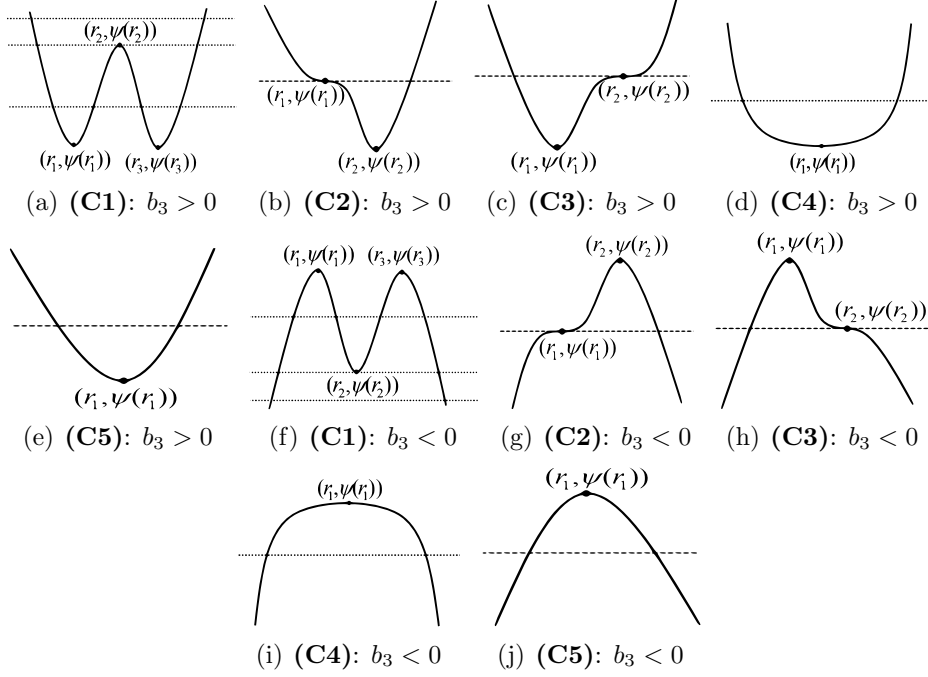 (r₂,ψ(r₂))
(r₁,ψ(r₁)) (r₃,ψ(r₃))
(a) (C1): b₃ > 0
(r₁,ψ(r₁))
(r₂,ψ(r₂))
(b) (C2): b₃ > 0
(r₂,ψ(r₂))
(r₁,ψ(r₁))
(c) (C3): b₃ > 0
(r₁,ψ(r₁))
(d) (C4): b₃ > 0
(r₁,ψ(r₁))
(e) (C5): b₃ > 0
(r₁,ψ(r₁)) (r₃,ψ(r₃))
(r₂,ψ(r₂))
(f) (C1): b₃ < 0
(r₂,ψ(r₂))
(r₁,ψ(r₁))
(g) (C2): b₃ < 0
(r₁,ψ(r₁))
(r₂,ψ(r₂))
(h) (C3): b₃ < 0
(r₁,ψ(r₁))
(i) (C4): b₃ < 0
(r₁,ψ(r₁))
(j) (C5): b₃ < 0